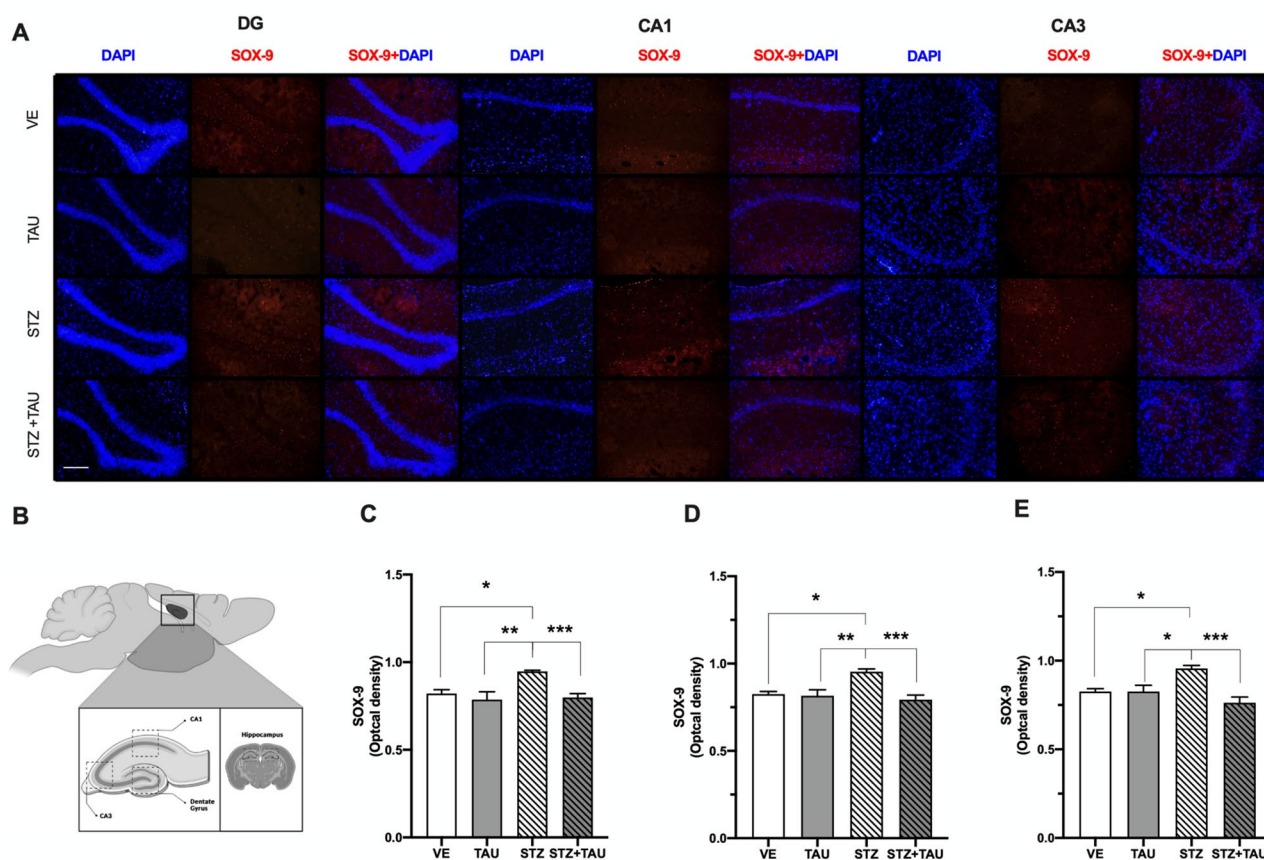 A
DG
CA1
CA3
DAPI SOX-9 SOX-9+DAPI DAPI SOX-9 SOX-9+DAPI DAPI SOX-9 SOX-9+DAPI
VE
TAU
STZ
STZ +TAU
B
CA1
Hippocampus
Dentate
Gyrus
CA3
C
SOX-9
(Optcal density)
1.5
1.0
0.5
0.0
*
** ***
VE TAU STZ STZ+TAU
D
SOX-9
(Optcal density)
1.5
1.0
0.5
0.0
*
** ***
VE TAU STZ STZ+TAU
E
SOX-9
(Optcal density)
1.5
1.0
0.5
0.0
*
* ***
VE TAU STZ STZ+TAU